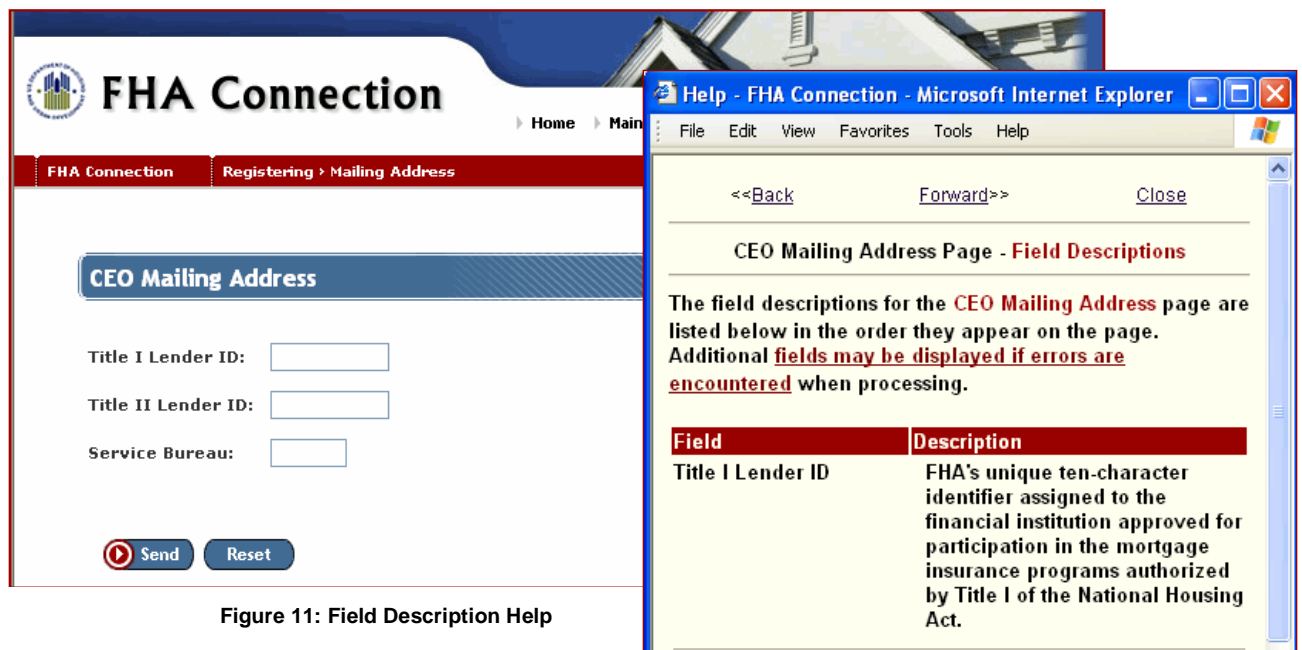 FHA Connection
Home Main
FHA Connection Registering > Mailing Address
CEO Mailing Address
Title I Lender ID:
Title II Lender ID:
Service Bureau:
Send Reset
Figure 11: Field Description Help
Help - FHA Connection - Microsoft Internet Explorer
File Edit View Favorites Tools Help
<<Back Forward>> Close
CEO Mailing Address Page - Field Descriptions
The field descriptions for the CEO Mailing Address page are
listed below in the order they appear on the page.
Additional fields may be displayed if errors are
encountered when processing.
Field Description
Title I Lender ID FHA's unique ten-character
identifier assigned to the
financial institution approved for
participation in the mortgage
insurance programs authorized
by Title I of the National Housing
Act.